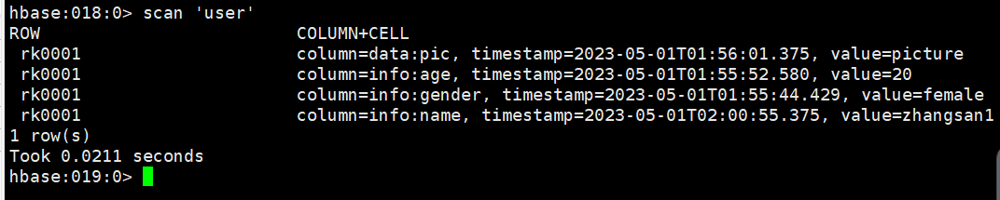 hbase:018:0> scan 'user'
ROW COLUMN+CELL
rk0001 column=data:pic, timestamp=2023-05-01T01:56:01.375, value=picture
rk0001 column=info:age, timestamp=2023-05-01T01:55:52.580, value=20
rk0001 column=info:gender, timestamp=2023-05-01T01:55:44.429, value=female
rk0001 column=info:name, timestamp=2023-05-01T02:00:55.375, value=zhangsan1
1 row(s)
Took 0.0211 seconds
hbase:019:0>